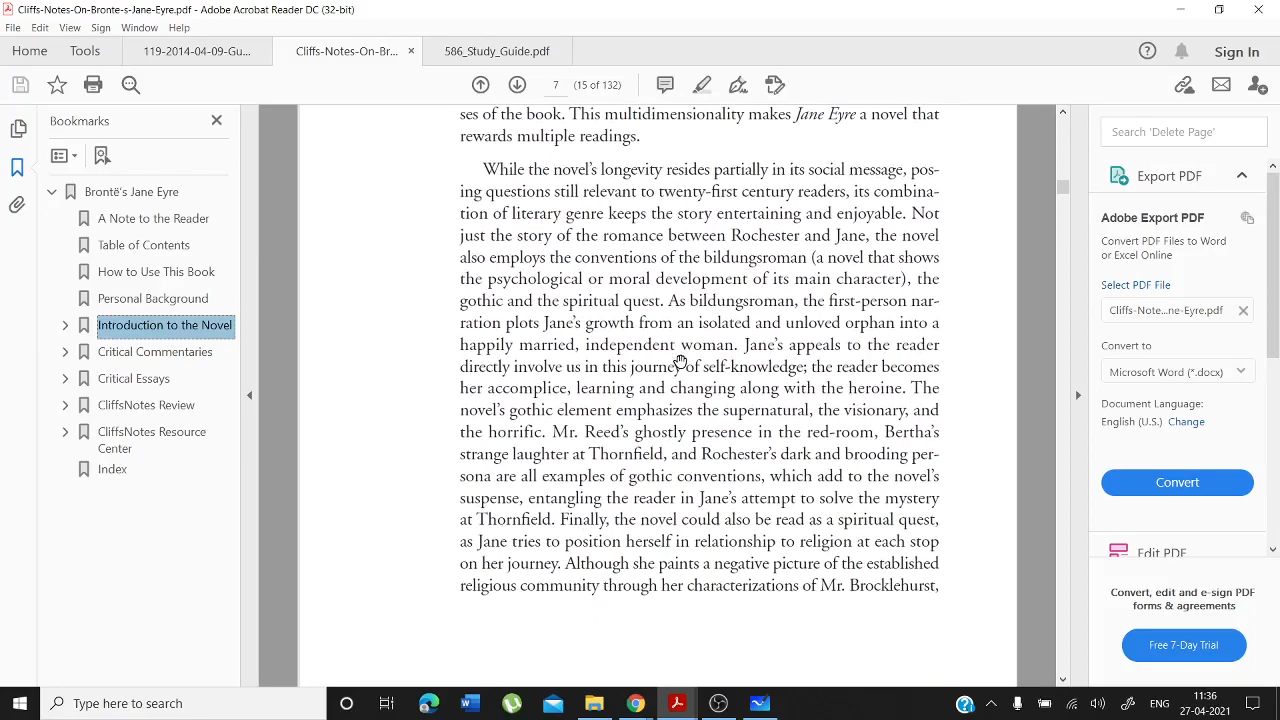 Cliffs-Notes-On-Bronte-s-Jane-Eyre.pdf - Adobe Acrobat Reader DC (32-bit)
File Edit View Sign Window Help
Home Tools 119-2014-04-09-Gu... Cliffs-Notes-On-Br... × 586_Study_Guide.pdf Sign In
7 (15 of 132)
Bookmarks
Brontë's Jane Eyre
A Note to the Reader
Table of Contents
How to Use This Book
Personal Background
Introduction to the Novel
Critical Commentaries
Critical Essays
CliffsNotes Review
CliffsNotes Resource
Center
Index
ses of the book. This multidimensionality makes Jane Eyre a novel that
rewards multiple readings.
While the novel's longevity resides partially in its social message, pos-
ing questions still relevant to twenty-first century readers, its combina-
tion of literary genre keeps the story entertaining and enjoyable. Not
just the story of the romance between Rochester and Jane, the novel
also employs the conventions of the bildungsroman (a novel that shows
the psychological or moral development of its main character), the
gothic and the spiritual quest. As bildungsroman, the first-person nar-
ration plots Jane's growth from an isolated and unloved orphan into a
happily married, independent woman. Jane's appeals to the reader
directly involve us in this journey of self-knowledge; the reader becomes
her accomplice, learning and changing along with the heroine. The
novel's gothic element emphasizes the supernatural, the visionary, and
the horrific. Mr. Reed's ghostly presence in the red-room, Bertha's
strange laughter at Thornfield, and Rochester's dark and brooding per-
sona are all examples of gothic conventions, which add to the novel's
suspense, entangling the reader in Jane's attempt to solve the mystery
at Thornfield. Finally, the novel could also be read as a spiritual quest,
as Jane tries to position herself in relationship to religion at each stop
on her journey. Although she paints a negative picture of the established
religious community through her characterizations of Mr. Brocklehurst,
Search 'Delete Page'
Export PDF
Adobe Export PDF
Convert PDF Files to Word
or Excel Online
Select PDF File
Cliffs-Note...ne-Eyre.pdf
Convert to
Microsoft Word (*.docx)
Document Language:
English (U.S.) Change
Convert
Edit PDF
Convert, edit and e-sign PDF
forms & agreements
Free 7-Day Trial
Type here to search
ENG
11:36
27-04-2021